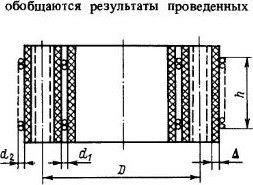 обобщаются результаты проведенных
h
d₂
d₁
D
Δ